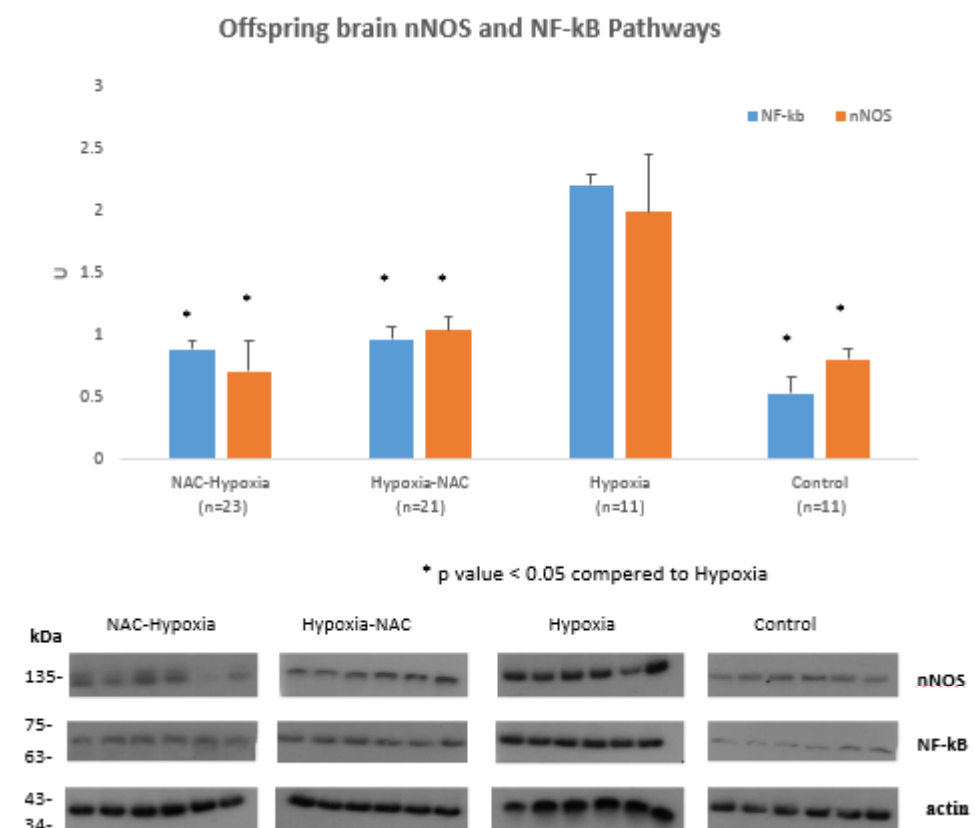 Offspring brain nNOS and NF-kB Pathways
3
NF-kb nNOS
2.5
2
U
1.5
1
0.5
0
NAC-Hypoxia Hypoxia-NAC Hypoxia Control
(n=23) (n=21) (n=11) (n=11)
* * * * * *
* p value < 0.05 compered to Hypoxia
kDa NAC-Hypoxia Hypoxia-NAC Hypoxia Control
135- nNOS
75-
63- NF-kB
43-
34- actin